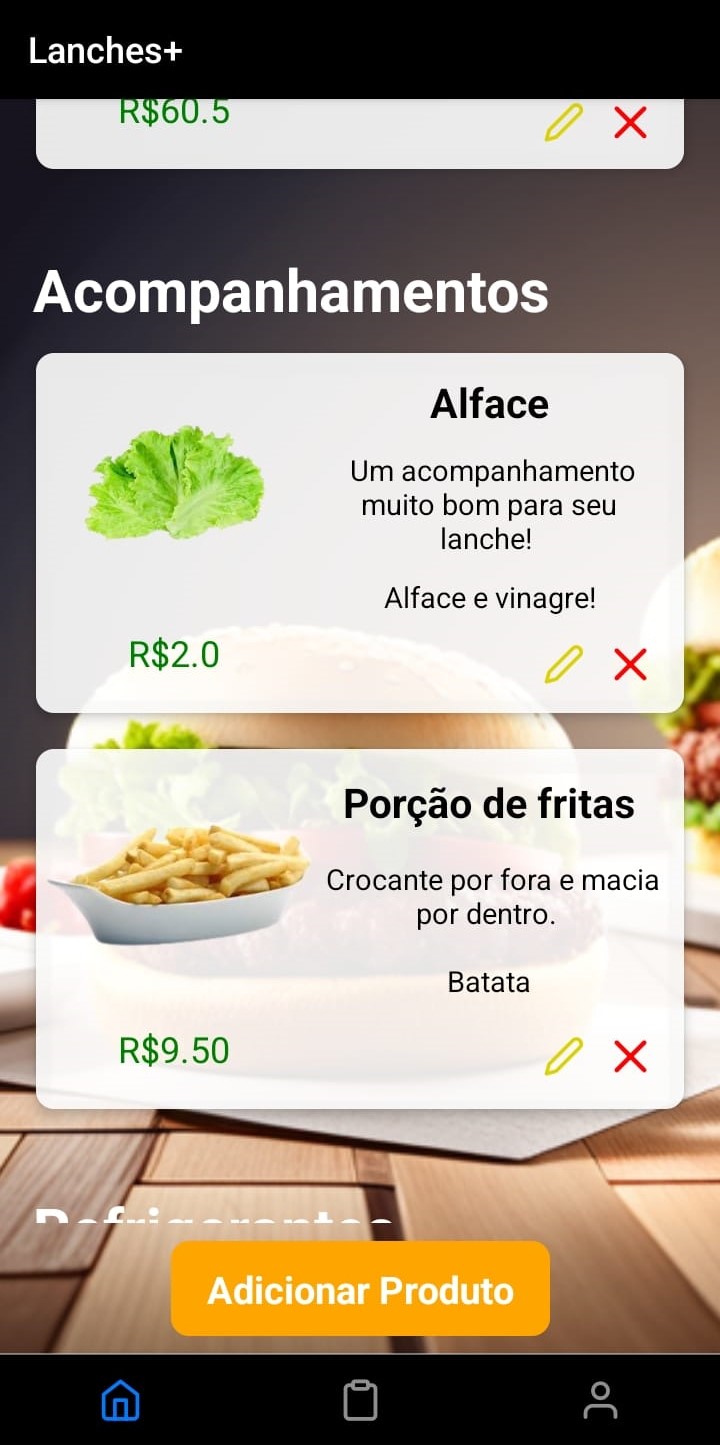 Lanches+
R$60.5
Acompanhamentos
Alface
Um acompanhamento
muito bom para seu
lanche!
Alface e vinagre!
R$2.0
Porção de fritas
Crocante por fora e macia
por dentro.
Batata
R$9.50
Refrigerantes
Adicionar Produto